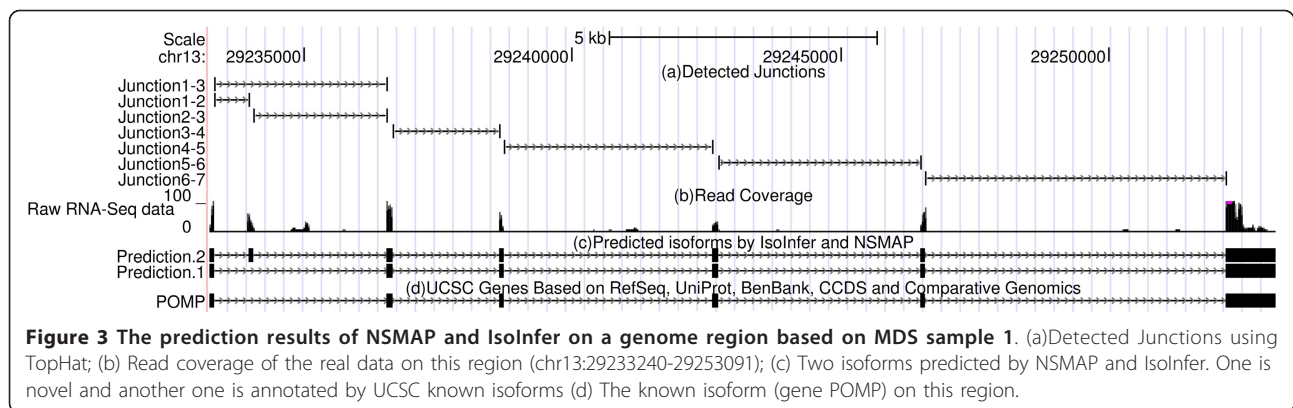 Scale
5 kb
chr13:
29235000
29240000
29245000
29250000
(a)Detected Junctions
Junction1-3
Junction1-2
Junction2-3
Junction3-4
Junction4-5
Junction5-6
Junction6-7
(b)Read Coverage
100
Raw RNA-Seq data
0
(c)Predicted isoforms by IsoInfer and NSMAP
Prediction.2
Prediction.1
(d)UCSC Genes Based on RefSeq, UniProt, BenBank, CCDS and Comparative Genomics
POMP
Figure 3 The prediction results of NSMAP and IsoInfer on a genome region based on MDS sample 1. (a)Detected Junctions using
TopHat; (b) Read coverage of the real data on this region (chr13:29233240-29253091); (c) Two isoforms predicted by NSMAP and IsoInfer. One is
novel and another one is annotated by UCSC known isoforms (d) The known isoform (gene POMP) on this region.